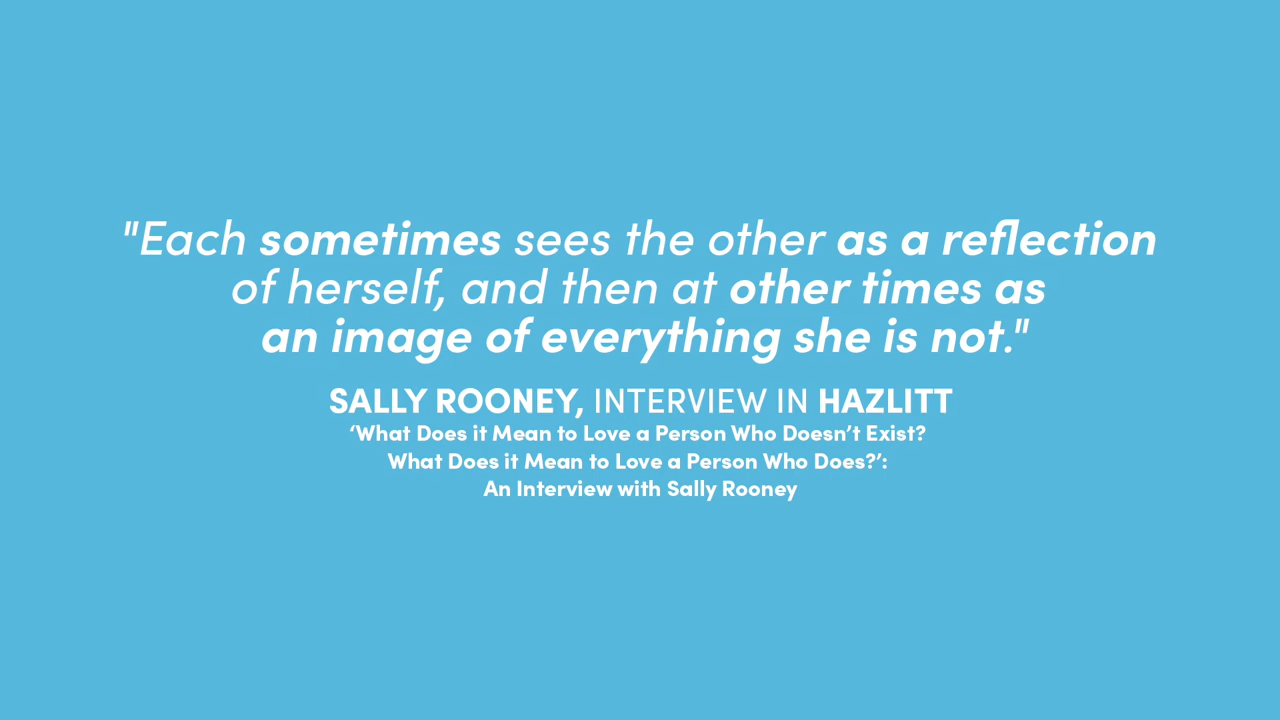 "Each sometimes sees the other as a reflection
of herself, and then at other times as
an image of everything she is not."
SALLY ROONEY, INTERVIEW IN HAZLITT
‘What Does it Mean to Love a Person Who Doesn’t Exist?
What Does it Mean to Love a Person Who Does?’:
An Interview with Sally Rooney